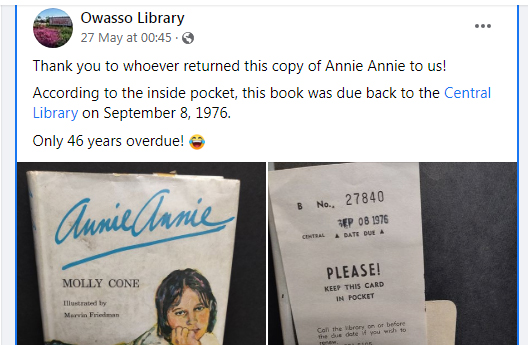 Owasso Library
27 May at 00:45 ·
Thank you to whoever returned this copy of Annie Annie to us!
According to the inside pocket, this book was due back to the Central
Library on September 8, 1976.
Only 46 years overdue! 😂
Annie Annie
MOLLY CONE
Illustrated by
Marvin Friedman
B No. 27840
SEP 08 1976
CENTRAL ▲ DATE DUE ▲
PLEASE!
KEEP THIS CARD
IN POCKET
Call the library on or before
the due date if you wish to
renew.